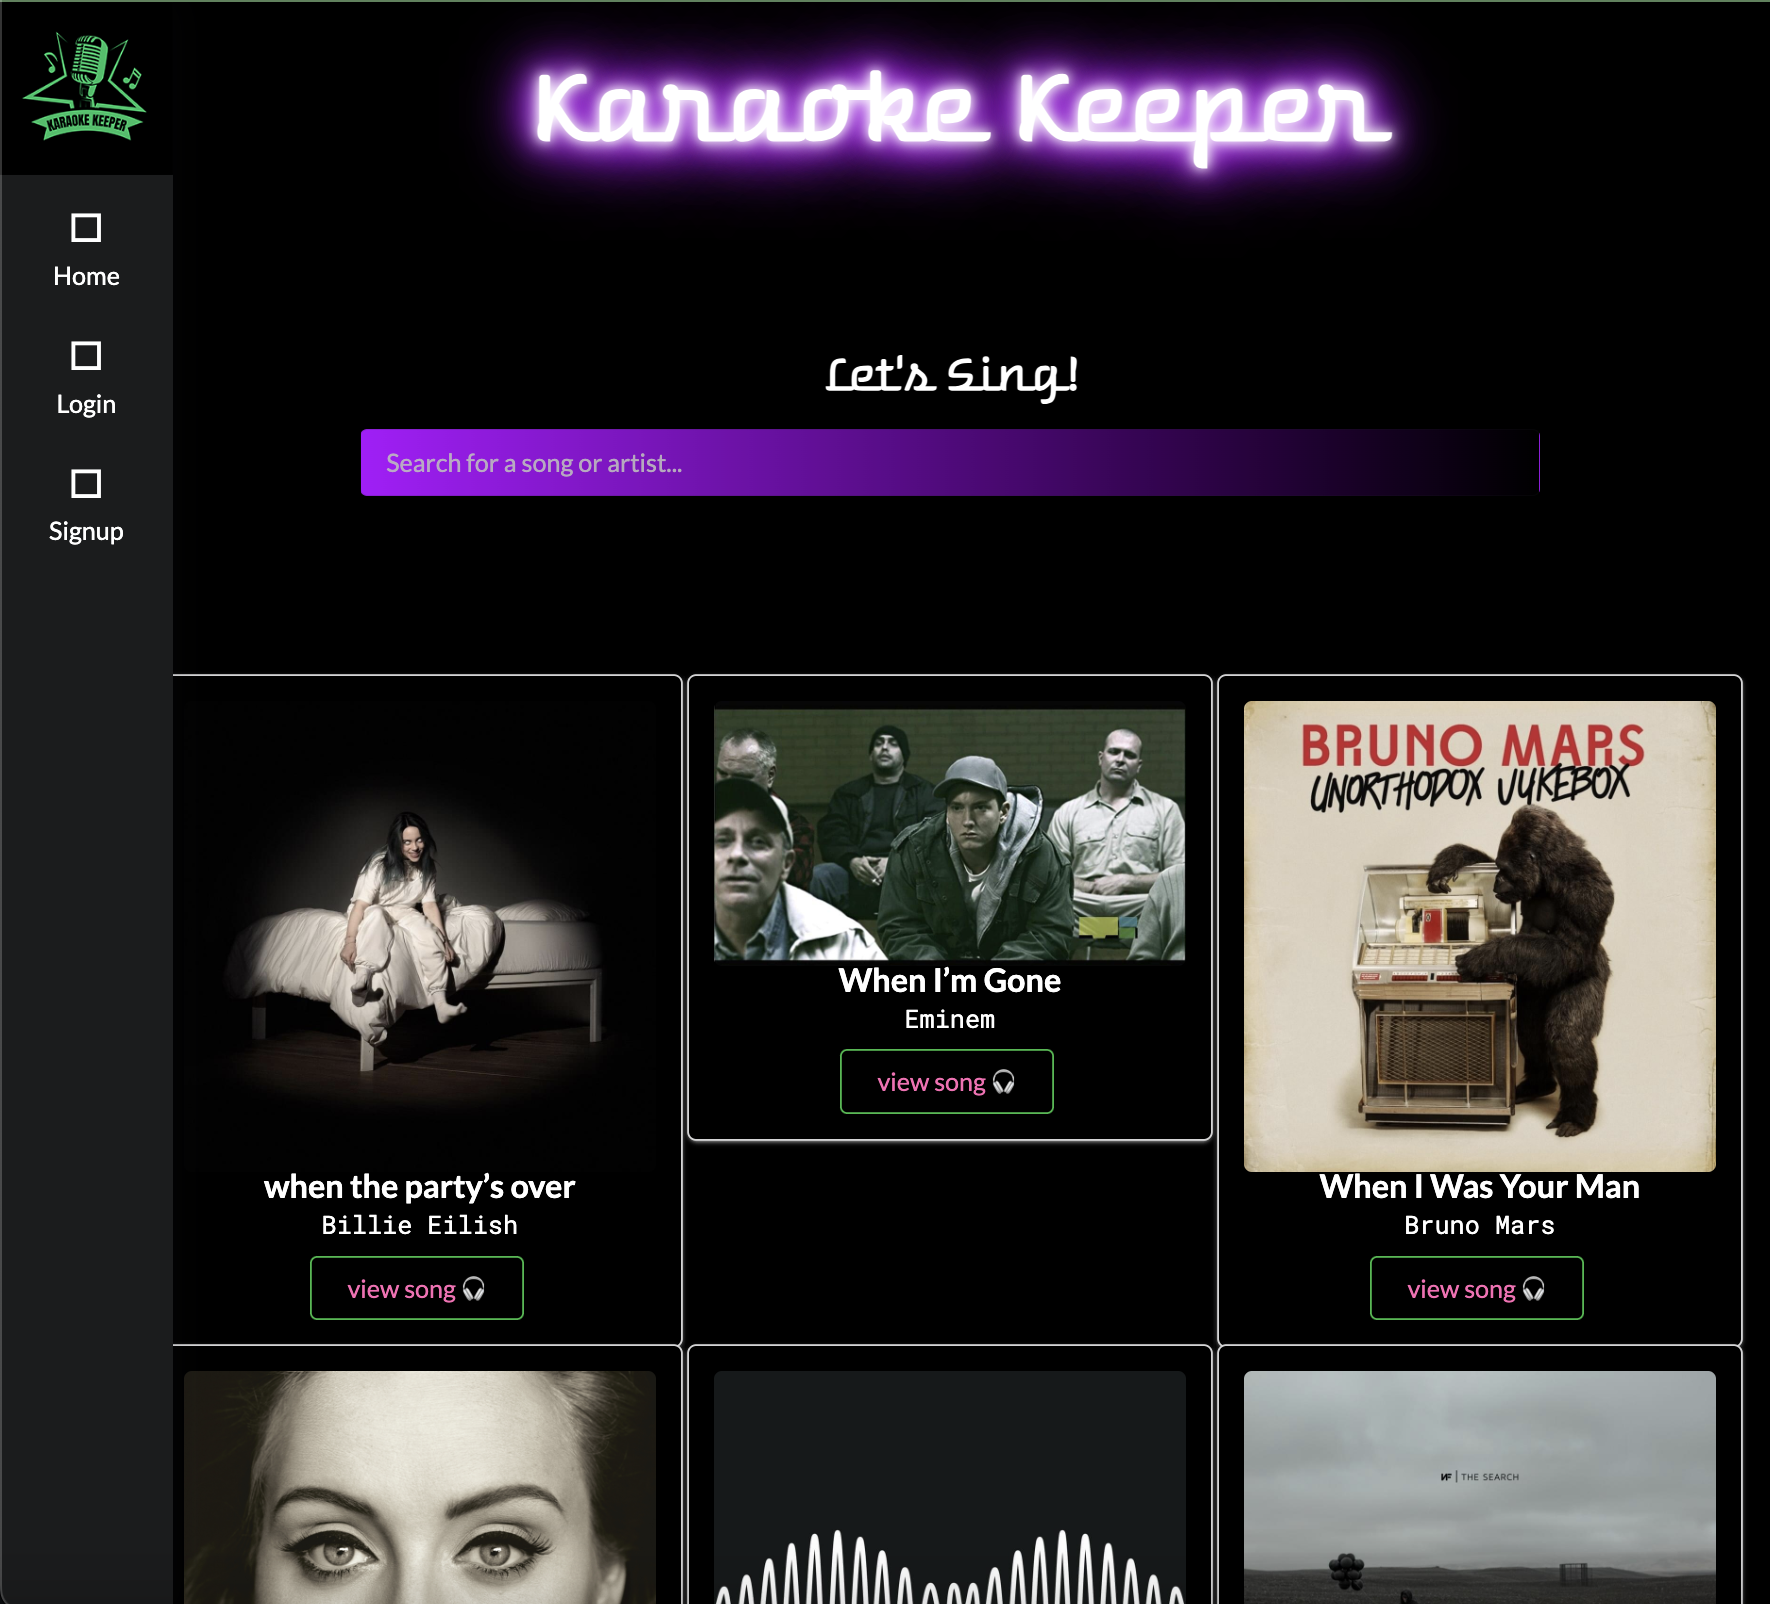 KARAOKE KEEPER
Karaoke Keeper
Home
Login
Signup
Let's Sing!
Search for a song or artist...
BRUNO MARS
UNORTHODOX JUKEBOX
when the party’s over
Billie Eilish
view song
When I’m Gone
Eminem
view song
When I Was Your Man
Bruno Mars
view song
NF | THE SEARCH